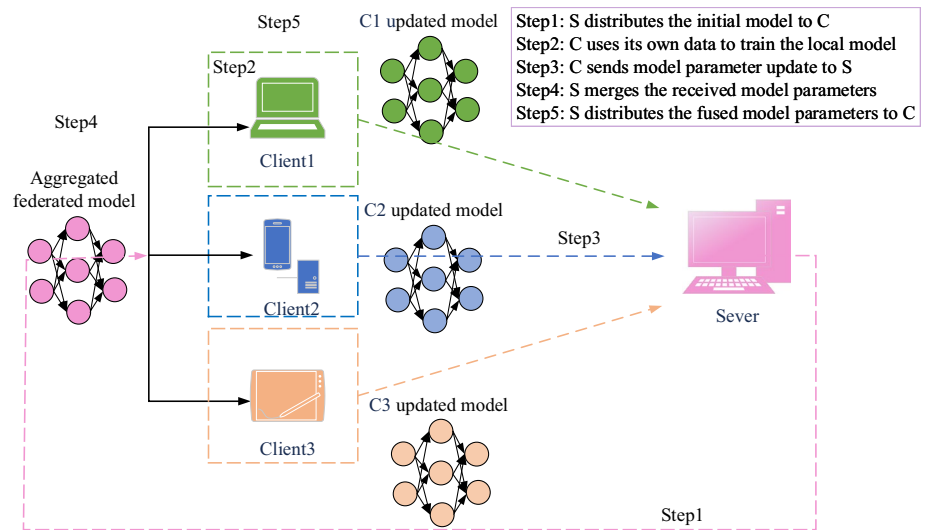 Step5
C1 updated model
Step1: S distributes the initial model to C
Step2: C uses its own data to train the local model
Step3: C sends model parameter update to S
Step4: S merges the received model parameters
Step5: S distributes the fused model parameters to C
Step2
Step4
Client1
Aggregated
federated model
C2 updated model
Step3
Client2
Sever
C3 updated model
Client3
Step1